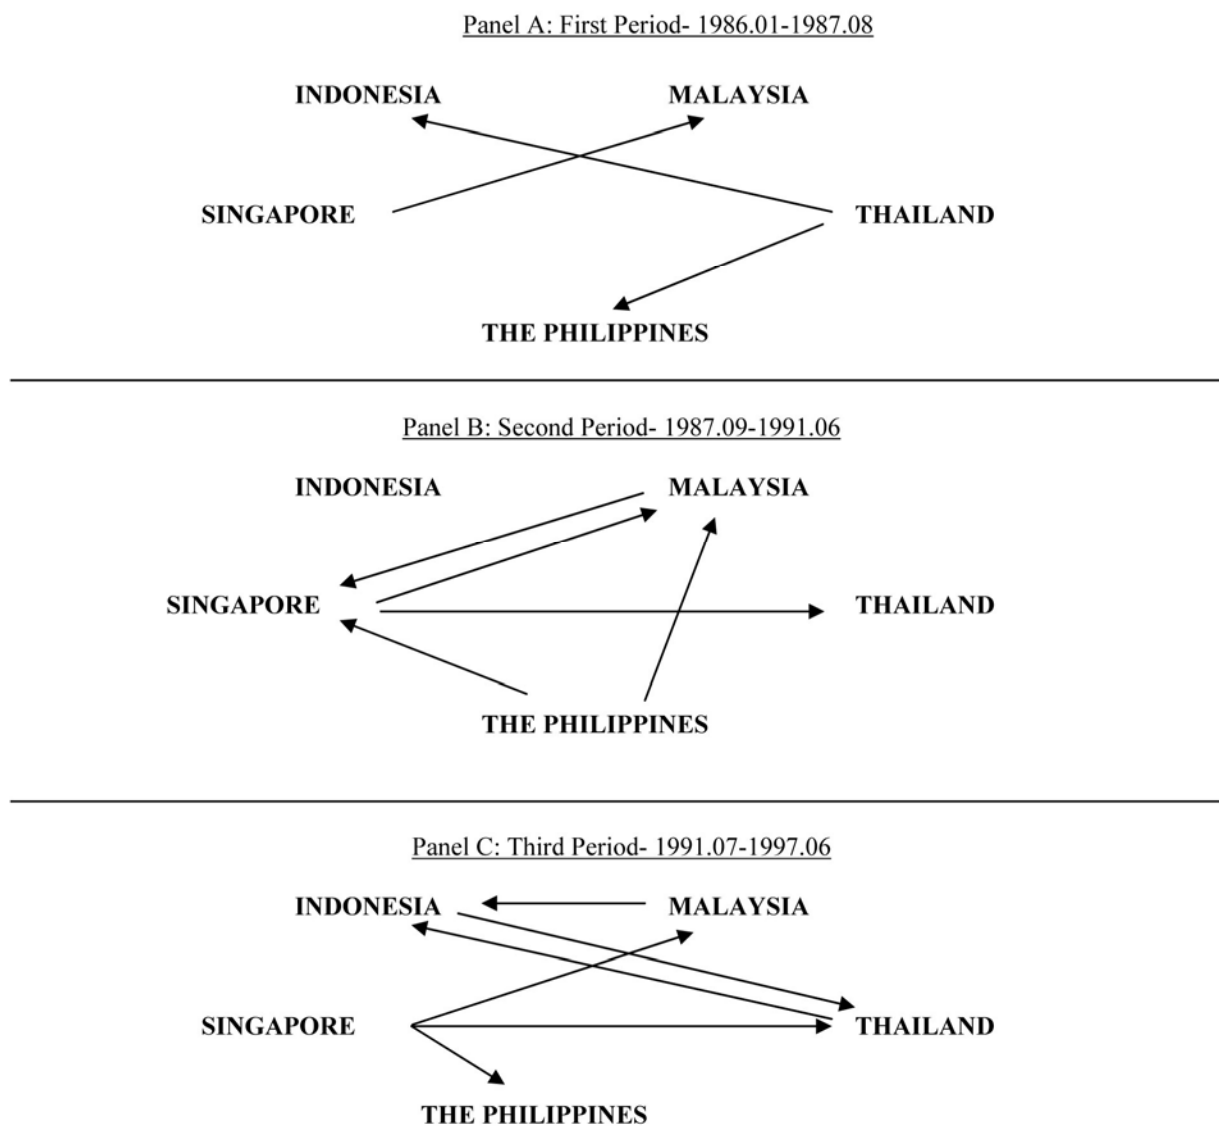 Panel A: First Period- 1986.01-1987.08
INDONESIA MALAYSIA
SINGAPORE THAILAND
THE PHILIPPINES
Panel B: Second Period- 1987.09-1991.06
INDONESIA MALAYSIA
SINGAPORE THAILAND
THE PHILIPPINES
Panel C: Third Period- 1991.07-1997.06
INDONESIA MALAYSIA
SINGAPORE THAILAND
THE PHILIPPINES